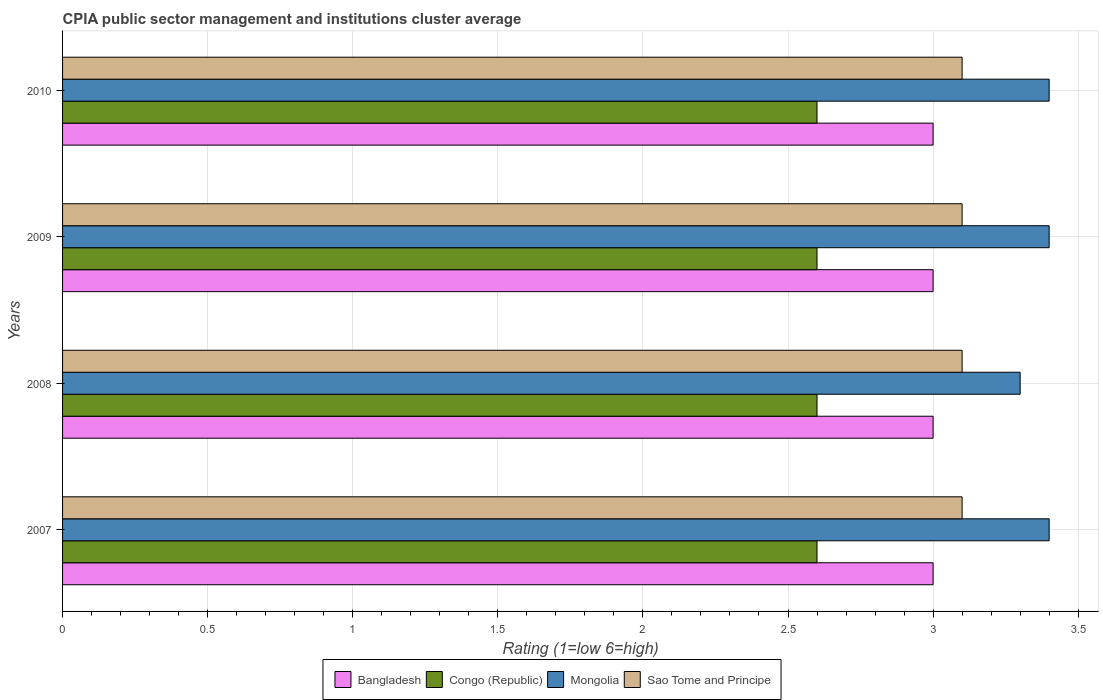 CPIA public sector management and institutions cluster average
2010
2009
2008
2007
Years
0
0.5
1
1.5
2
2.5
3
3.5
Rating (1=low 6=high)
Bangladesh
Congo (Republic)
Mongolia
Sao Tome and Principe